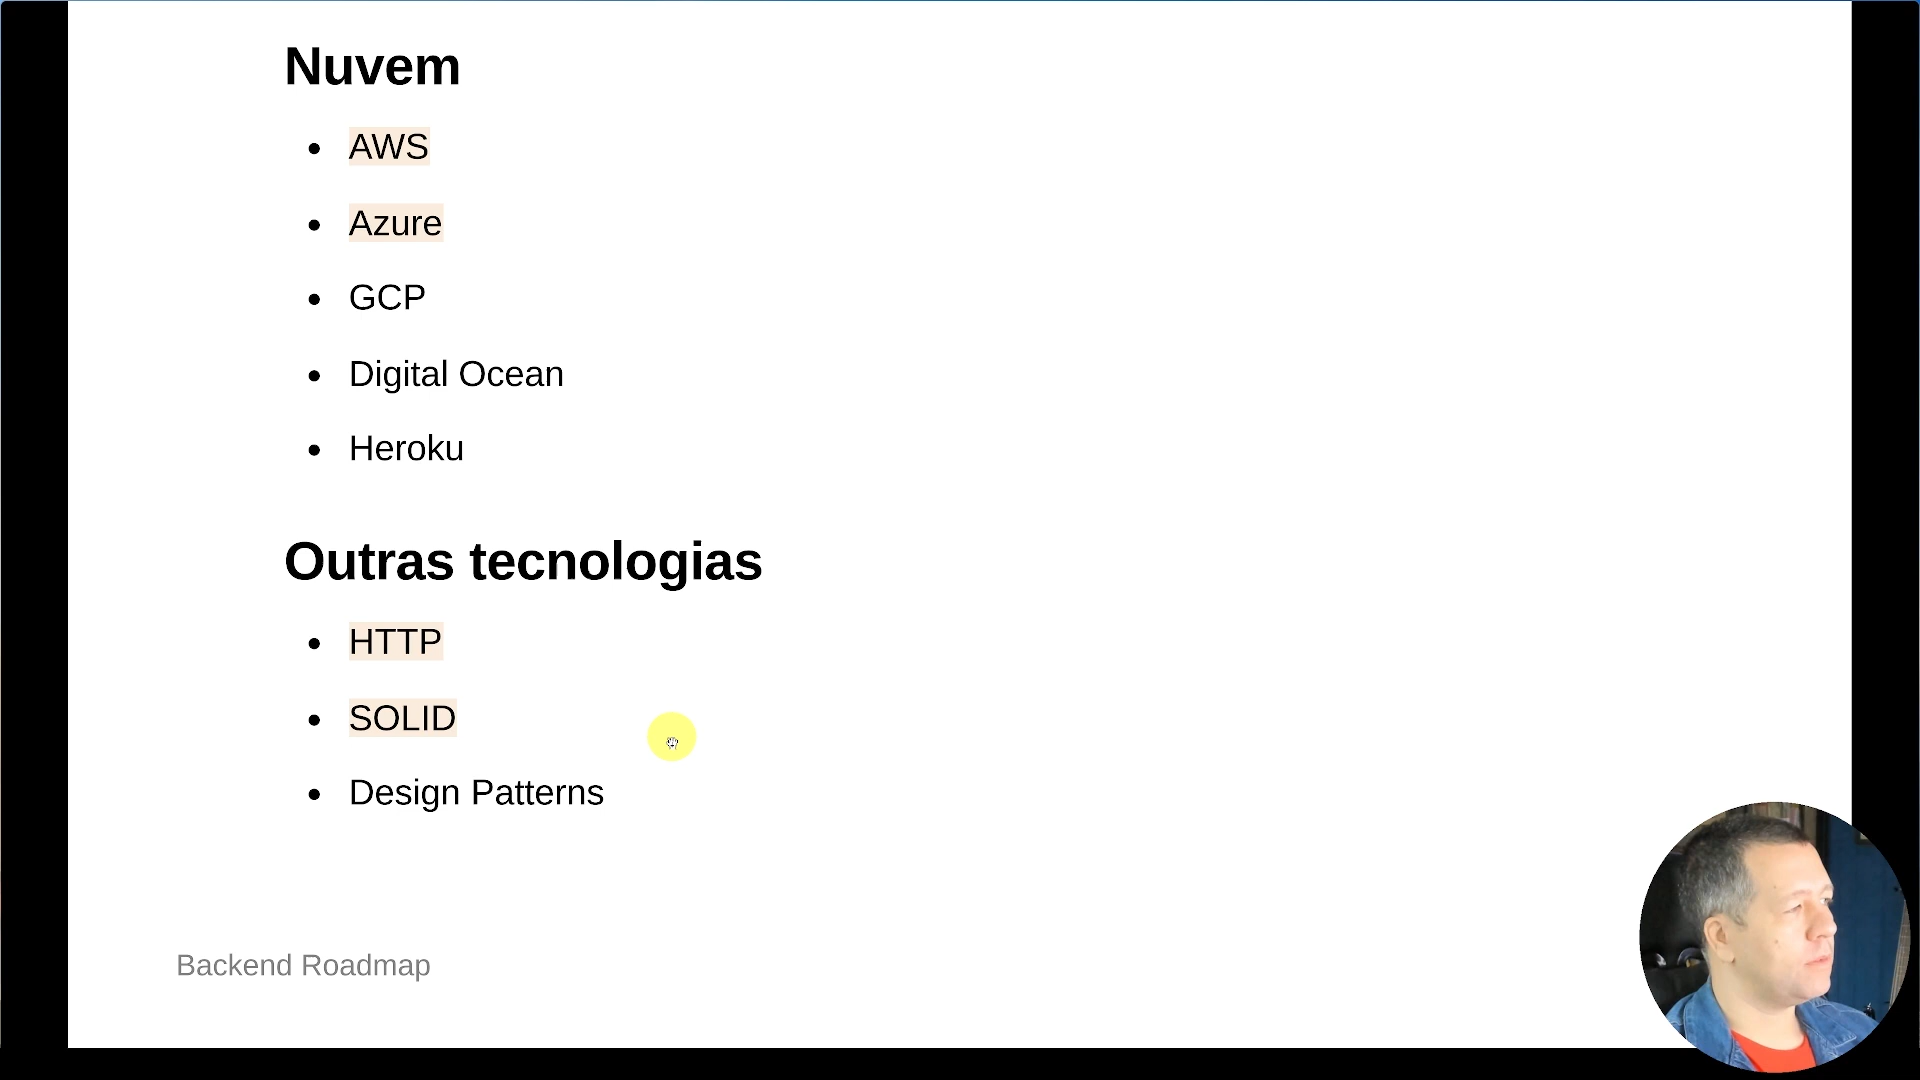 Nuvem
AWS
Azure
GCP
Digital Ocean
Heroku
Outras tecnologias
HTTP
SOLID
Design Patterns
Backend Roadmap